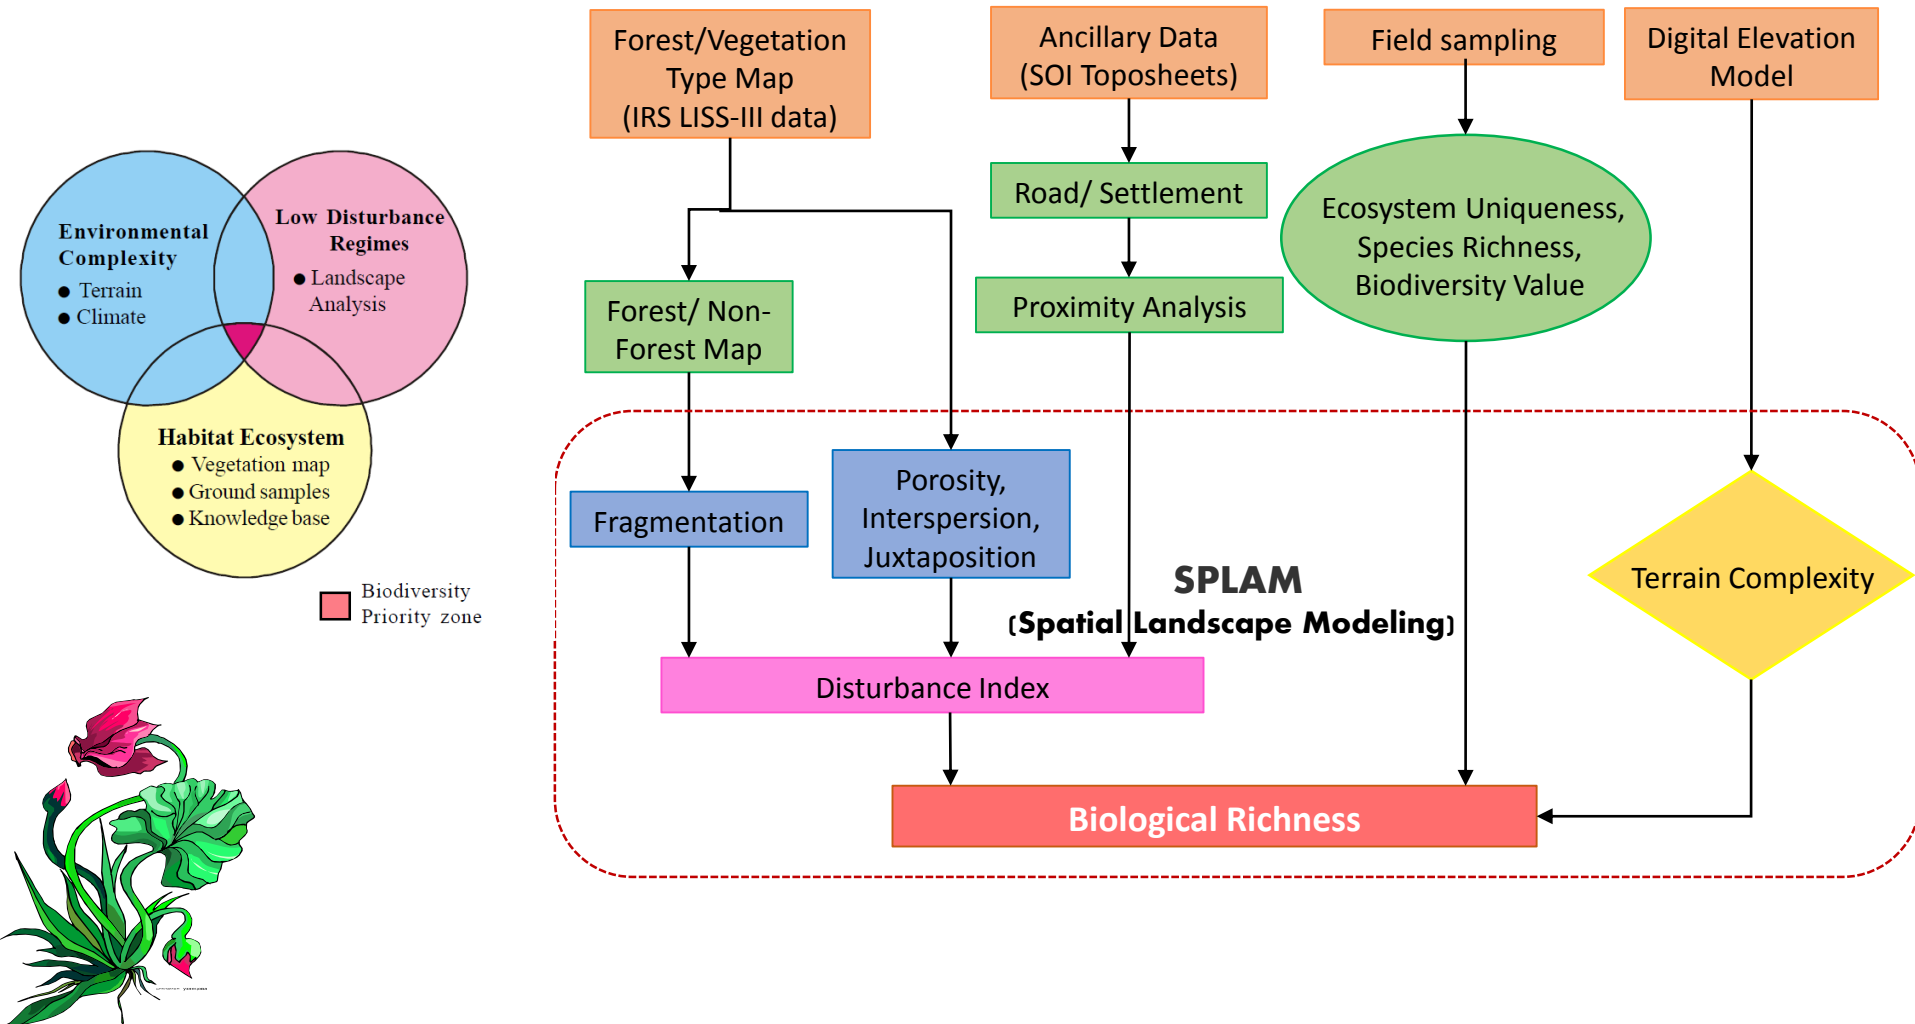 Forest/Vegetation
Type Map
(IRS LISS-III data)
Ancillary Data
(SOI Toposheets)
Field sampling
Digital Elevation
Model
Road/ Settlement
Proximity Analysis
Ecosystem Uniqueness,
Species Richness,
Biodiversity Value
Forest/ Non-
Forest Map
Environmental
Complexity
● Terrain
● Climate
Low Disturbance
Regimes
● Landscape
Analysis
Habitat Ecosystem
● Vegetation map
● Ground samples
● Knowledge base
Biodiversity
Priority zone
Fragmentation
Porosity,
Interspersion,
Juxtaposition
SPLAM
(Spatial Landscape Modeling)
Terrain Complexity
Disturbance Index
Biological Richness